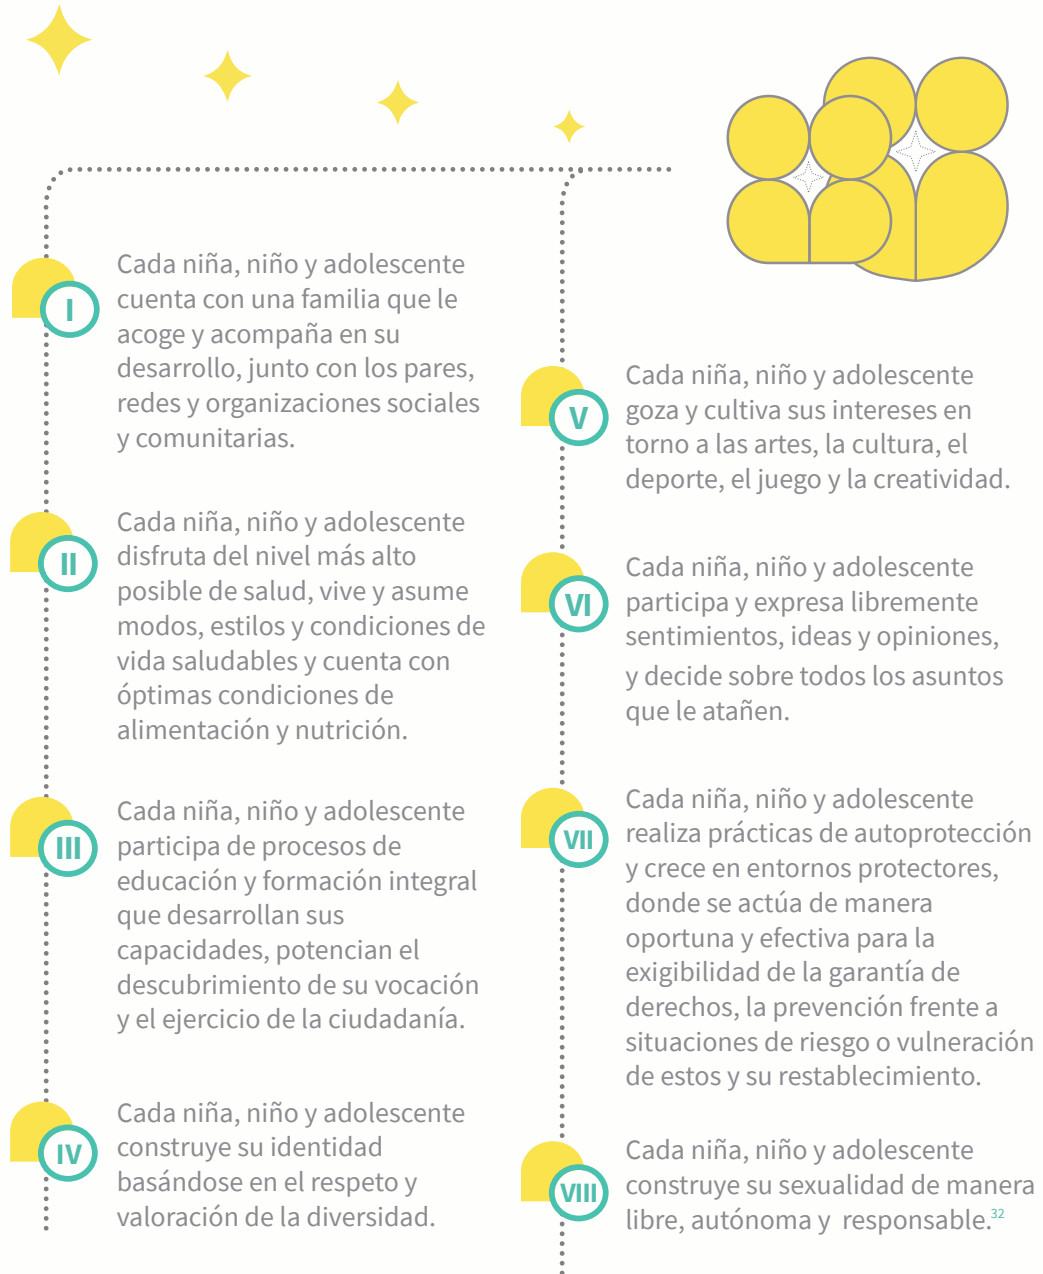 I
Cada niña, niño y adolescente
cuenta con una familia que le
acoge y acompaña en su
desarrollo, junto con los pares,
redes y organizaciones sociales
y comunitarias.
II
Cada niña, niño y adolescente
disfruta del nivel más alto
posible de salud, vive y asume
modos, estilos y condiciones de
vida saludables y cuenta con
óptimas condiciones de
alimentación y nutrición.
III
Cada niña, niño y adolescente
participa de procesos de
educación y formación integral
que desarrollan sus
capacidades, potencian el
descubrimiento de su vocación
y el ejercicio de la ciudadanía.
IV
Cada niña, niño y adolescente
construye su identidad
basándose en el respeto y
valoración de la diversidad.
V
Cada niña, niño y adolescente
goza y cultiva sus intereses en
torno a las artes, la cultura, el
deporte, el juego y la creatividad.
VI
Cada niña, niño y adolescente
participa y expresa libremente
sentimientos, ideas y opiniones,
y decide sobre todos los asuntos
que le atañen.
VII
Cada niña, niño y adolescente
realiza prácticas de autoprotección
y crece en entornos protectores,
donde se actúa de manera
oportuna y efectiva para la
exigibilidad de la garantía de
derechos, la prevención frente a
situaciones de riesgo o vulneración
de estos y su restablecimiento.
VIII
Cada niña, niño y adolescente
construye su sexualidad de manera
libre, autónoma y responsable.32